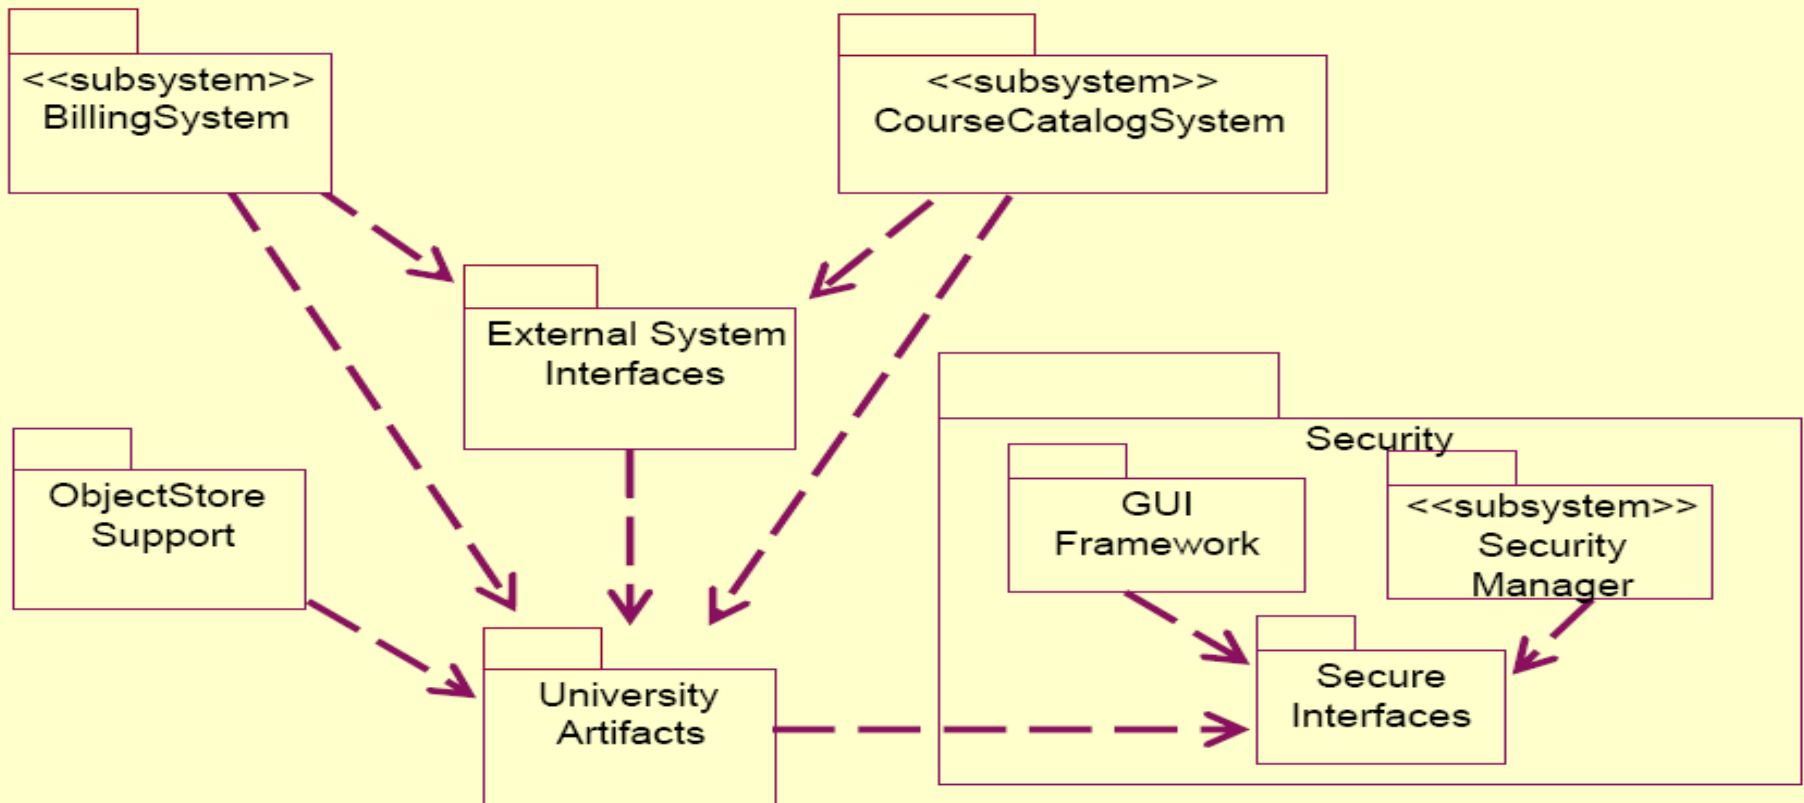 <<subsystem>>
BillingSystem
<<subsystem>>
CourseCatalogSystem
External System
Interfaces
ObjectStore
Support
Security
GUI
Framework
<<subsystem>>
Security
Manager
University
Artifacts
Secure
Interfaces